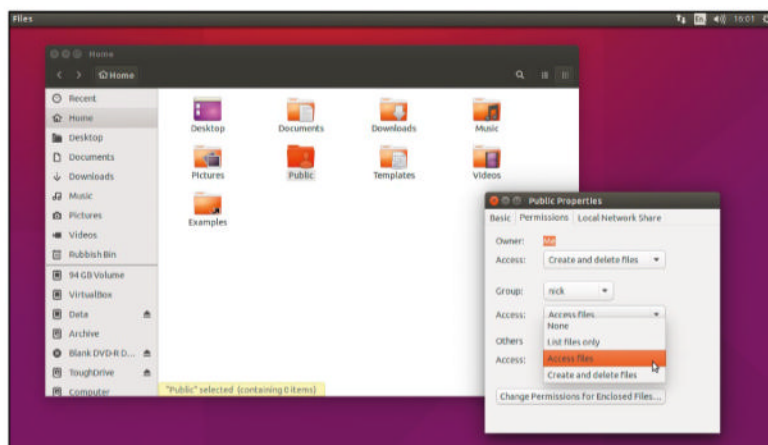 Files
En
16:01
Home
Home
Recent
Home
Desktop
Documents
Downloads
Music
Pictures
Videos
Rubbish Bin
94 GB Volume
VirtualBox
Data
Archive
Blank DVD-R D...
ToughDrive
Computer
Desktop
Documents
Downloads
Music
Pictures
Public
Templates
Videos
Examples
"Public" selected (containing 0 items)
Public Properties
Basic Permissions Local Network Share
Owner: Me
Access: Create and delete files
Group: nick
Access: Access files
None
List files only
Access files
Create and delete files
Others
Access:
Change Permissions for Enclosed Files...